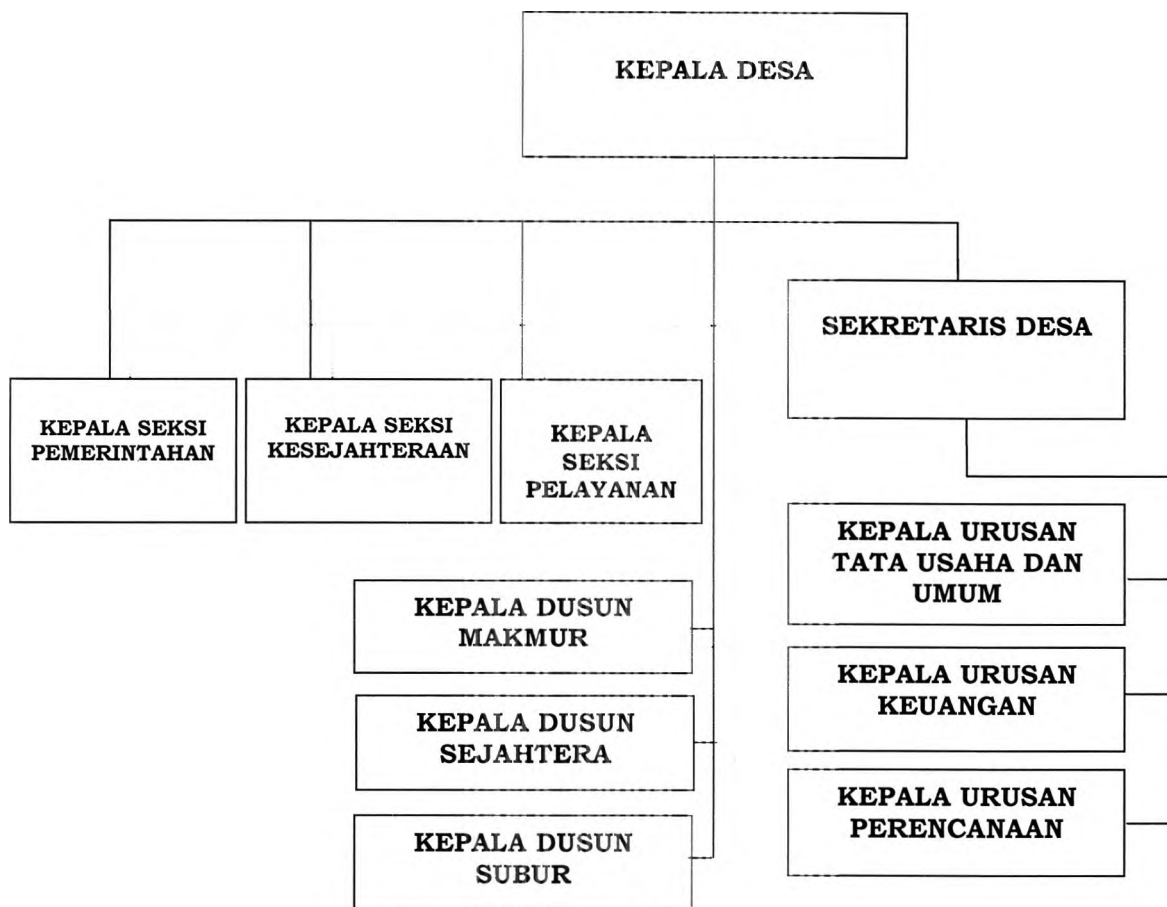 KEPALA DESA
SEKRETARIS DESA
KEPALA SEKSI
PEMERINTAHAN
KEPALA SEKSI
KESEJAHTERAAN
KEPALA
SEKSI
PELAYANAN
KEPALA URUSAN
TATA USAHA DAN
UMUM
KEPALA DUSUN
MAKMUR
KEPALA URUSAN
KEUANGAN
KEPALA DUSUN
SEJAHTERA
KEPALA URUSAN
PERENCANAAN
KEPALA DUSUN
SUBUR